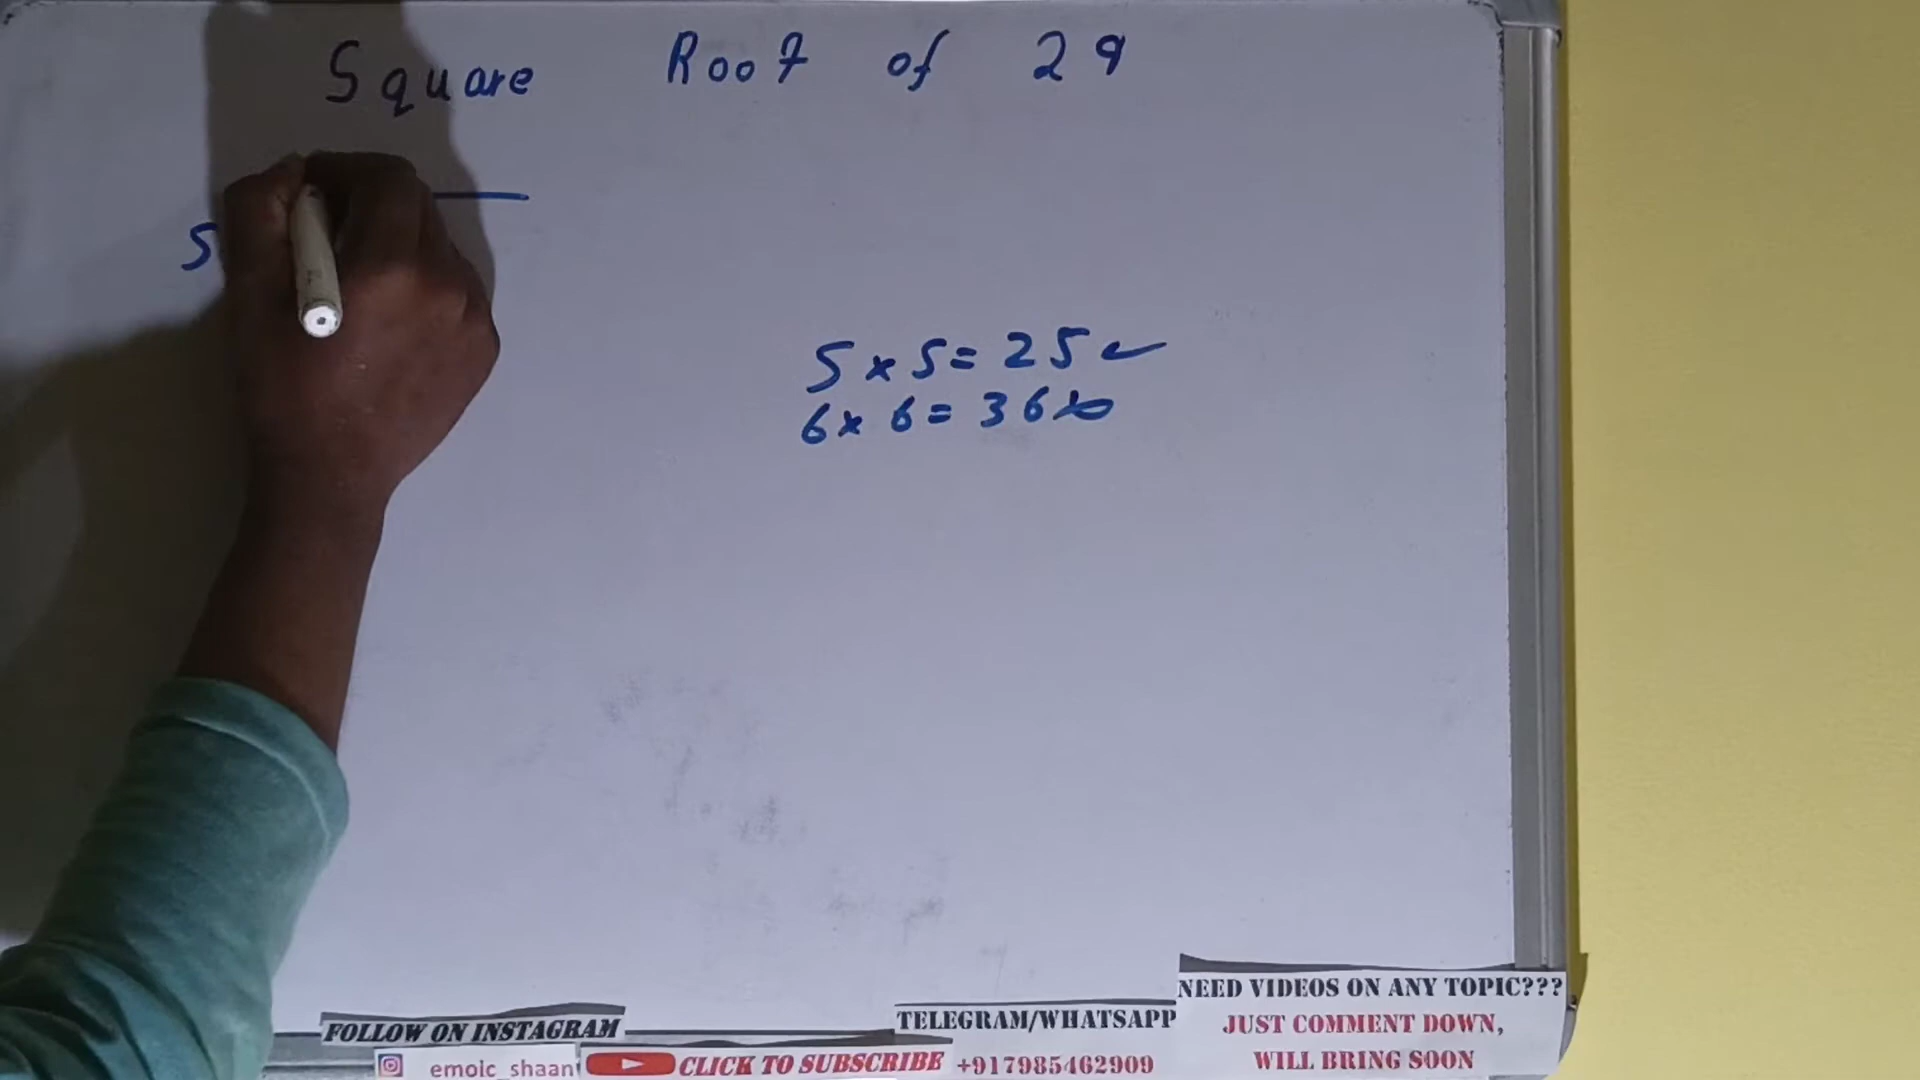 Square Root of 29
5
5 x 5 = 25 ✓
6 x 6 = 36 x
NEED VIDEOS ON ANY TOPIC???
JUST COMMENT DOWN,
WILL BRING SOON
TELEGRAM/WHATSAPP
+917985462909
FOLLOW ON INSTAGRAM
emoic_shaan
CLICK TO SUBSCRIBE